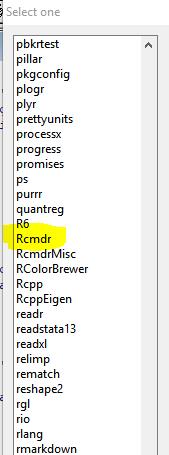 Select one
pbkrtest
pillar
pkgconfig
plogr
plyr
prettyunits
processx
progress
promises
ps
purrr
quantreg
R6
Rcmdr
RcmdrMisc
RColorBrewer
Rcpp
RcppEigen
readr
readstata13
readxl
relimp
rematch
reshape2
rgl
rio
rlang
rmarkdown